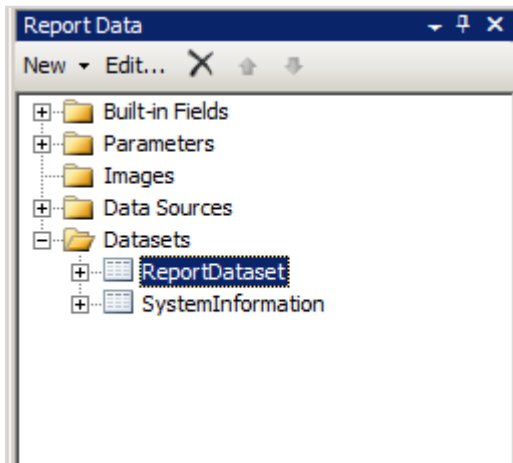 Report Data
New Edit...
Built-in Fields
Parameters
Images
Data Sources
Datasets
ReportDataset
SystemInformation